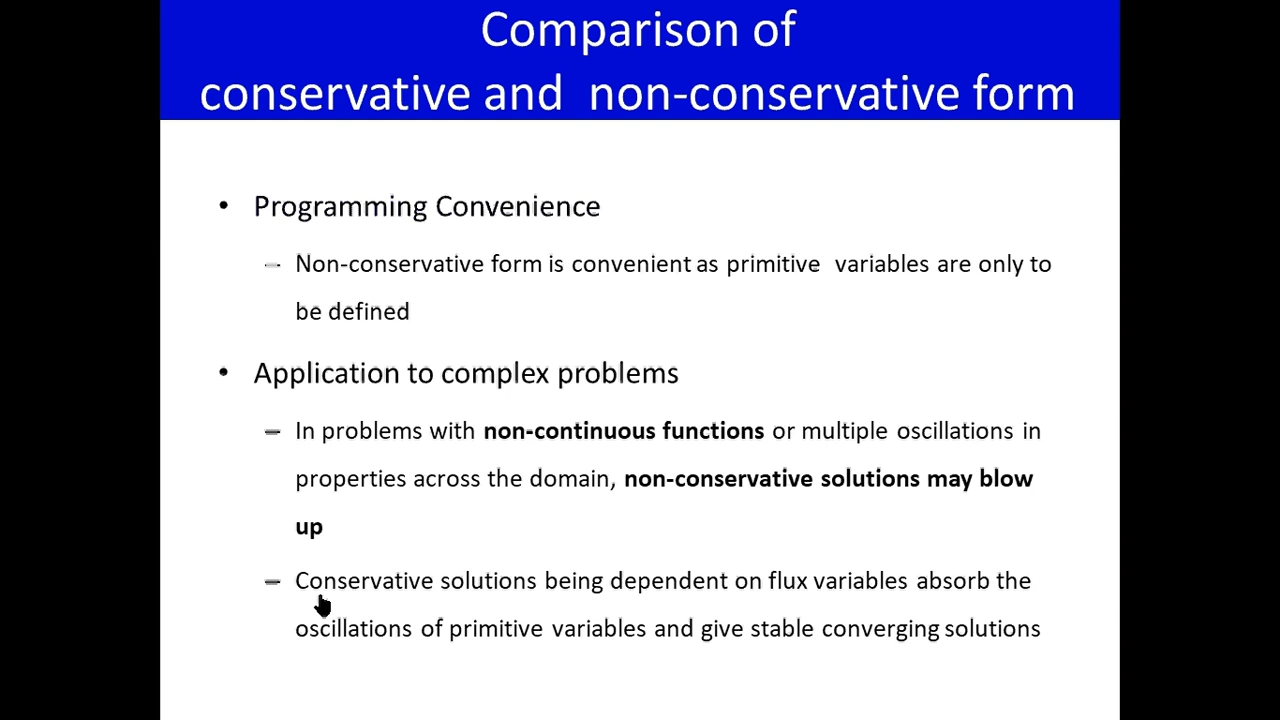 Comparison of
conservative and non-conservative form
• Programming Convenience
– Non-conservative form is convenient as primitive variables are only to
be defined
• Application to complex problems
– In problems with non-continuous functions or multiple oscillations in
properties across the domain, non-conservative solutions may blow
up
– Conservative solutions being dependent on flux variables absorb the
oscillations of primitive variables and give stable converging solutions